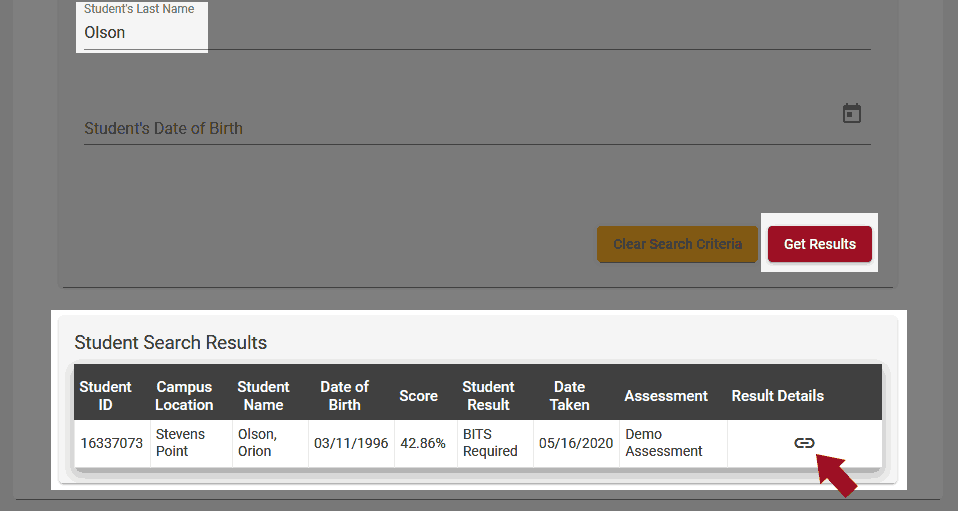 Student's Last Name
Olson
Student's Date of Birth
Clear Search Criteria
Get Results
Student Search Results
Student ID Campus Location Student Name Date of Birth Score Student Result Date Taken Assessment Result Details
16337073 Stevens Point Olson, Orion 03/11/1996 42.86% BITS Required 05/16/2020 Demo Assessment